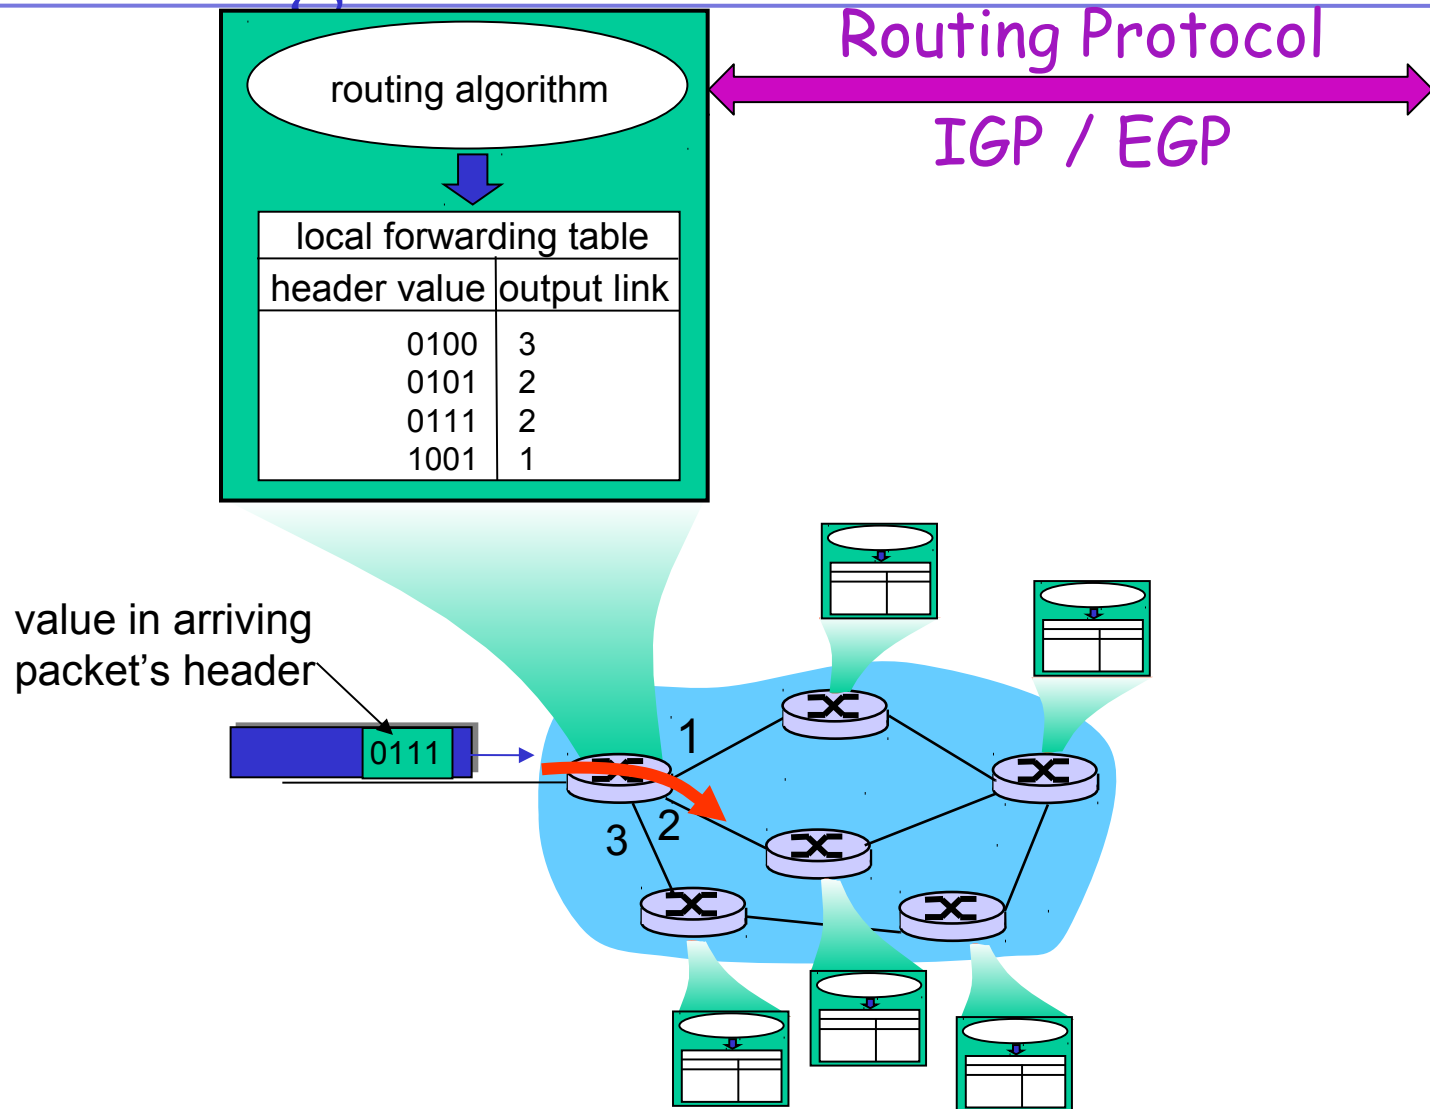 Routing Protocol
IGP / EGP
routing algorithm
local forwarding table
header value output link
0100 3
0101 2
0111 2
1001 1
value in arriving
packet’s header
0111
1
2
3